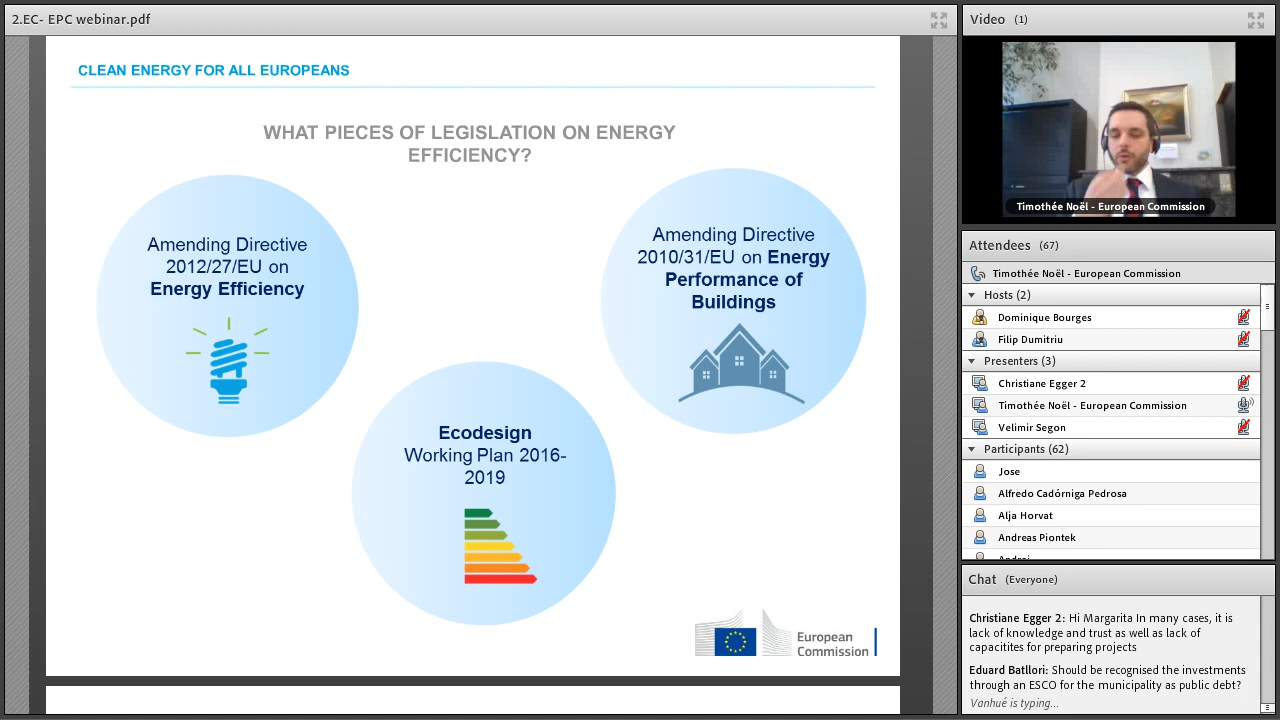 2.EC- EPC webinar.pdf
CLEAN ENERGY FOR ALL EUROPEANS
WHAT PIECES OF LEGISLATION ON ENERGY
EFFICIENCY?
Amending Directive
2012/27/EU on
Energy Efficiency
Amending Directive
2010/31/EU on Energy
Performance of
Buildings
Ecodesign
Working Plan 2016-
2019
European
Commission
Video (1)
Timothée Noël - European Commission
Attendees (67)
Timothée Noël - European Commission
Hosts (2)
Dominique Bourges
Filip Dumitriu
Presenters (3)
Christiane Egger 2
Timothée Noël - European Commission
Velimir Segon
Participants (62)
Jose
Alfredo Cadórniga Pedrosa
Alja Horvat
Andreas Piontek
Andrei
Chat (Everyone)
Christiane Egger 2: Hi Margarita In many cases, it is
lack of knowledge and trust as well as lack of
capacitites for preparing projects
Eduard Batllori: Should be recognised the investments
through an ESCO for the municipality as public debt?
Vanhué is typing...